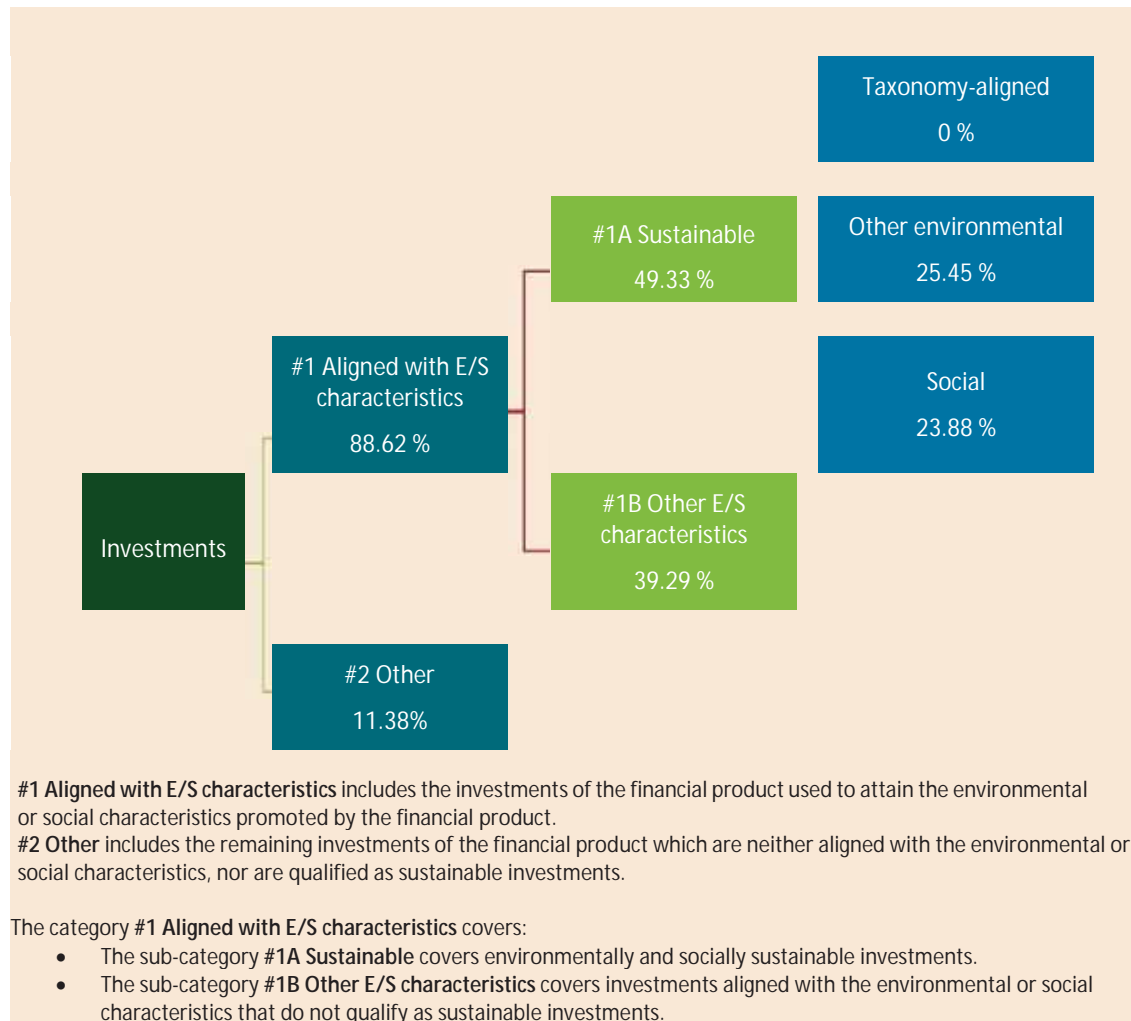 Taxonomy-aligned
0 %
#1A Sustainable
49.33 %
Other environmental
25.45 %
#1 Aligned with E/S
characteristics
88.62 %
Social
23.88 %
Investments
#1B Other E/S
characteristics
39.29 %
#2 Other
11.38%
#1 Aligned with E/S characteristics includes the investments of the financial product used to attain the environmental
or social characteristics promoted by the financial product.
#2 Other includes the remaining investments of the financial product which are neither aligned with the environmental or
social characteristics, nor are qualified as sustainable investments.
The category #1 Aligned with E/S characteristics covers:
• The sub-category #1A Sustainable covers environmentally and socially sustainable investments.
• The sub-category #1B Other E/S characteristics covers investments aligned with the environmental or social
characteristics that do not qualify as sustainable investments.